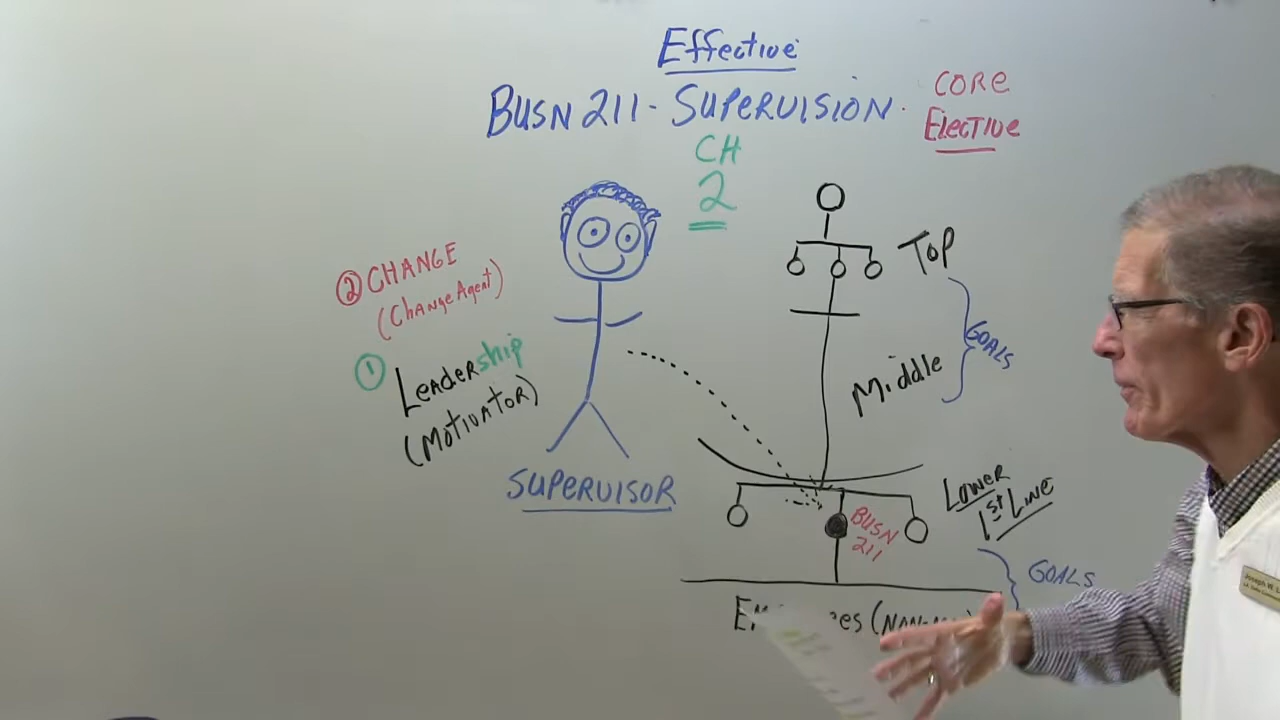 Effective
BUSN 211 - SUPERVISION.
CORE
Elective
CH
2
② CHANGE
(Change Agent)
① Leadership
(MOTIVATOR)
SUPERVISOR
TOP
GOALS
Middle
Lower
1st Line
BUSN
211
GOALS